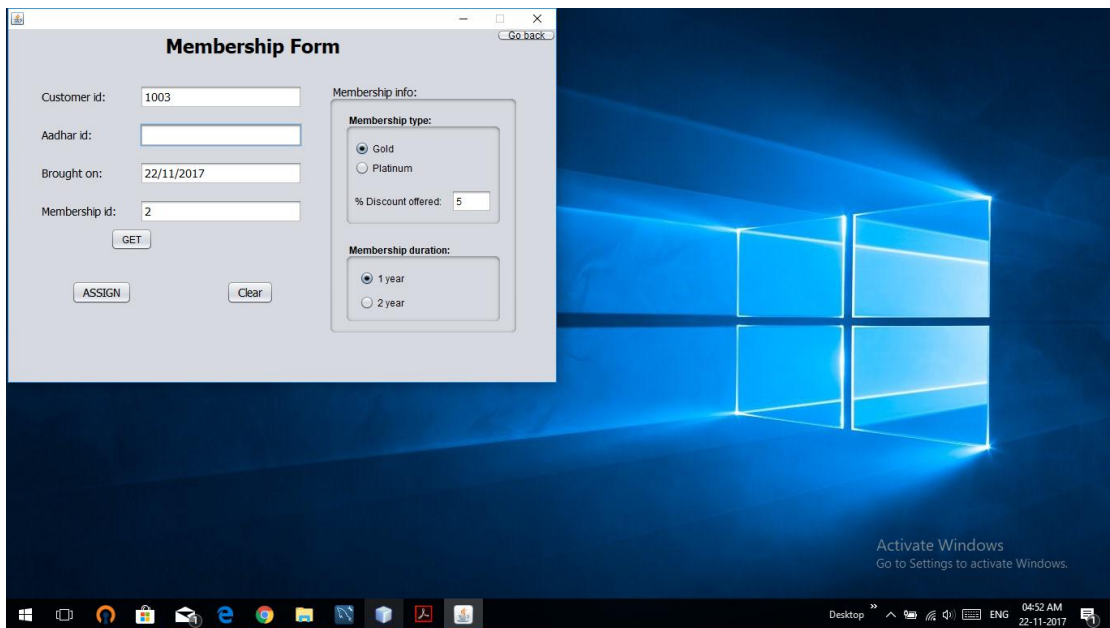 Go back
Membership Form
Customer id: 1003
Aadhar id:
Brought on: 22/11/2017
Membership id: 2
GET
ASSIGN Clear
Membership info:
Membership type:
Gold
Platinum
% Discount offered: 5
Membership duration:
1 year
2 year
Activate Windows
Go to Settings to activate Windows.
Desktop » ENG 04:52 AM
22-11-2017